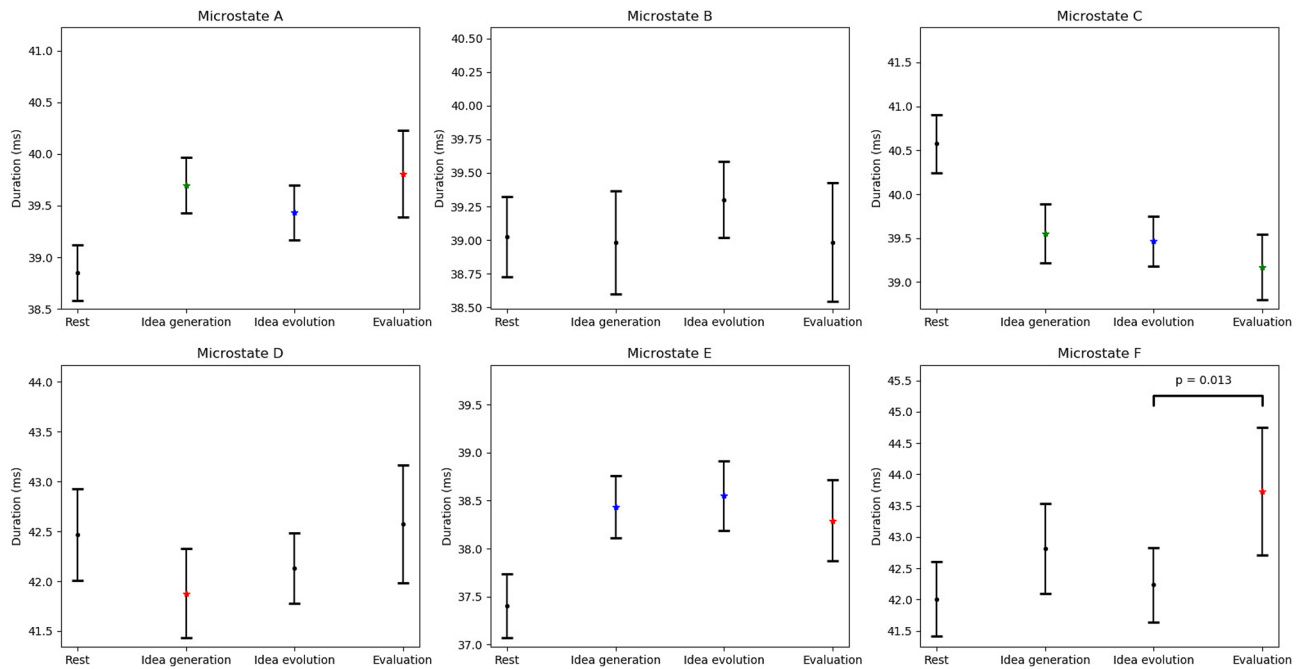 Microstate A
41.0
40.5
40.0
39.5
39.0
38.5
Duration (ms)
Rest Idea generation Idea evolution Evaluation
Microstate B
40.50
40.25
40.00
39.75
39.50
39.25
39.00
38.75
38.50
Duration (ms)
Rest Idea generation Idea evolution Evaluation
Microstate C
41.5
41.0
40.5
40.0
39.5
39.0
Duration (ms)
Rest Idea generation Idea evolution Evaluation
Microstate D
44.0
43.5
43.0
42.5
42.0
41.5
Duration (ms)
Rest Idea generation Idea evolution Evaluation
Microstate E
39.5
39.0
38.5
38.0
37.5
37.0
Duration (ms)
Rest Idea generation Idea evolution Evaluation
Microstate F
p = 0.013
45.5
45.0
44.5
44.0
43.5
43.0
42.5
42.0
41.5
Duration (ms)
Rest Idea generation Idea evolution Evaluation